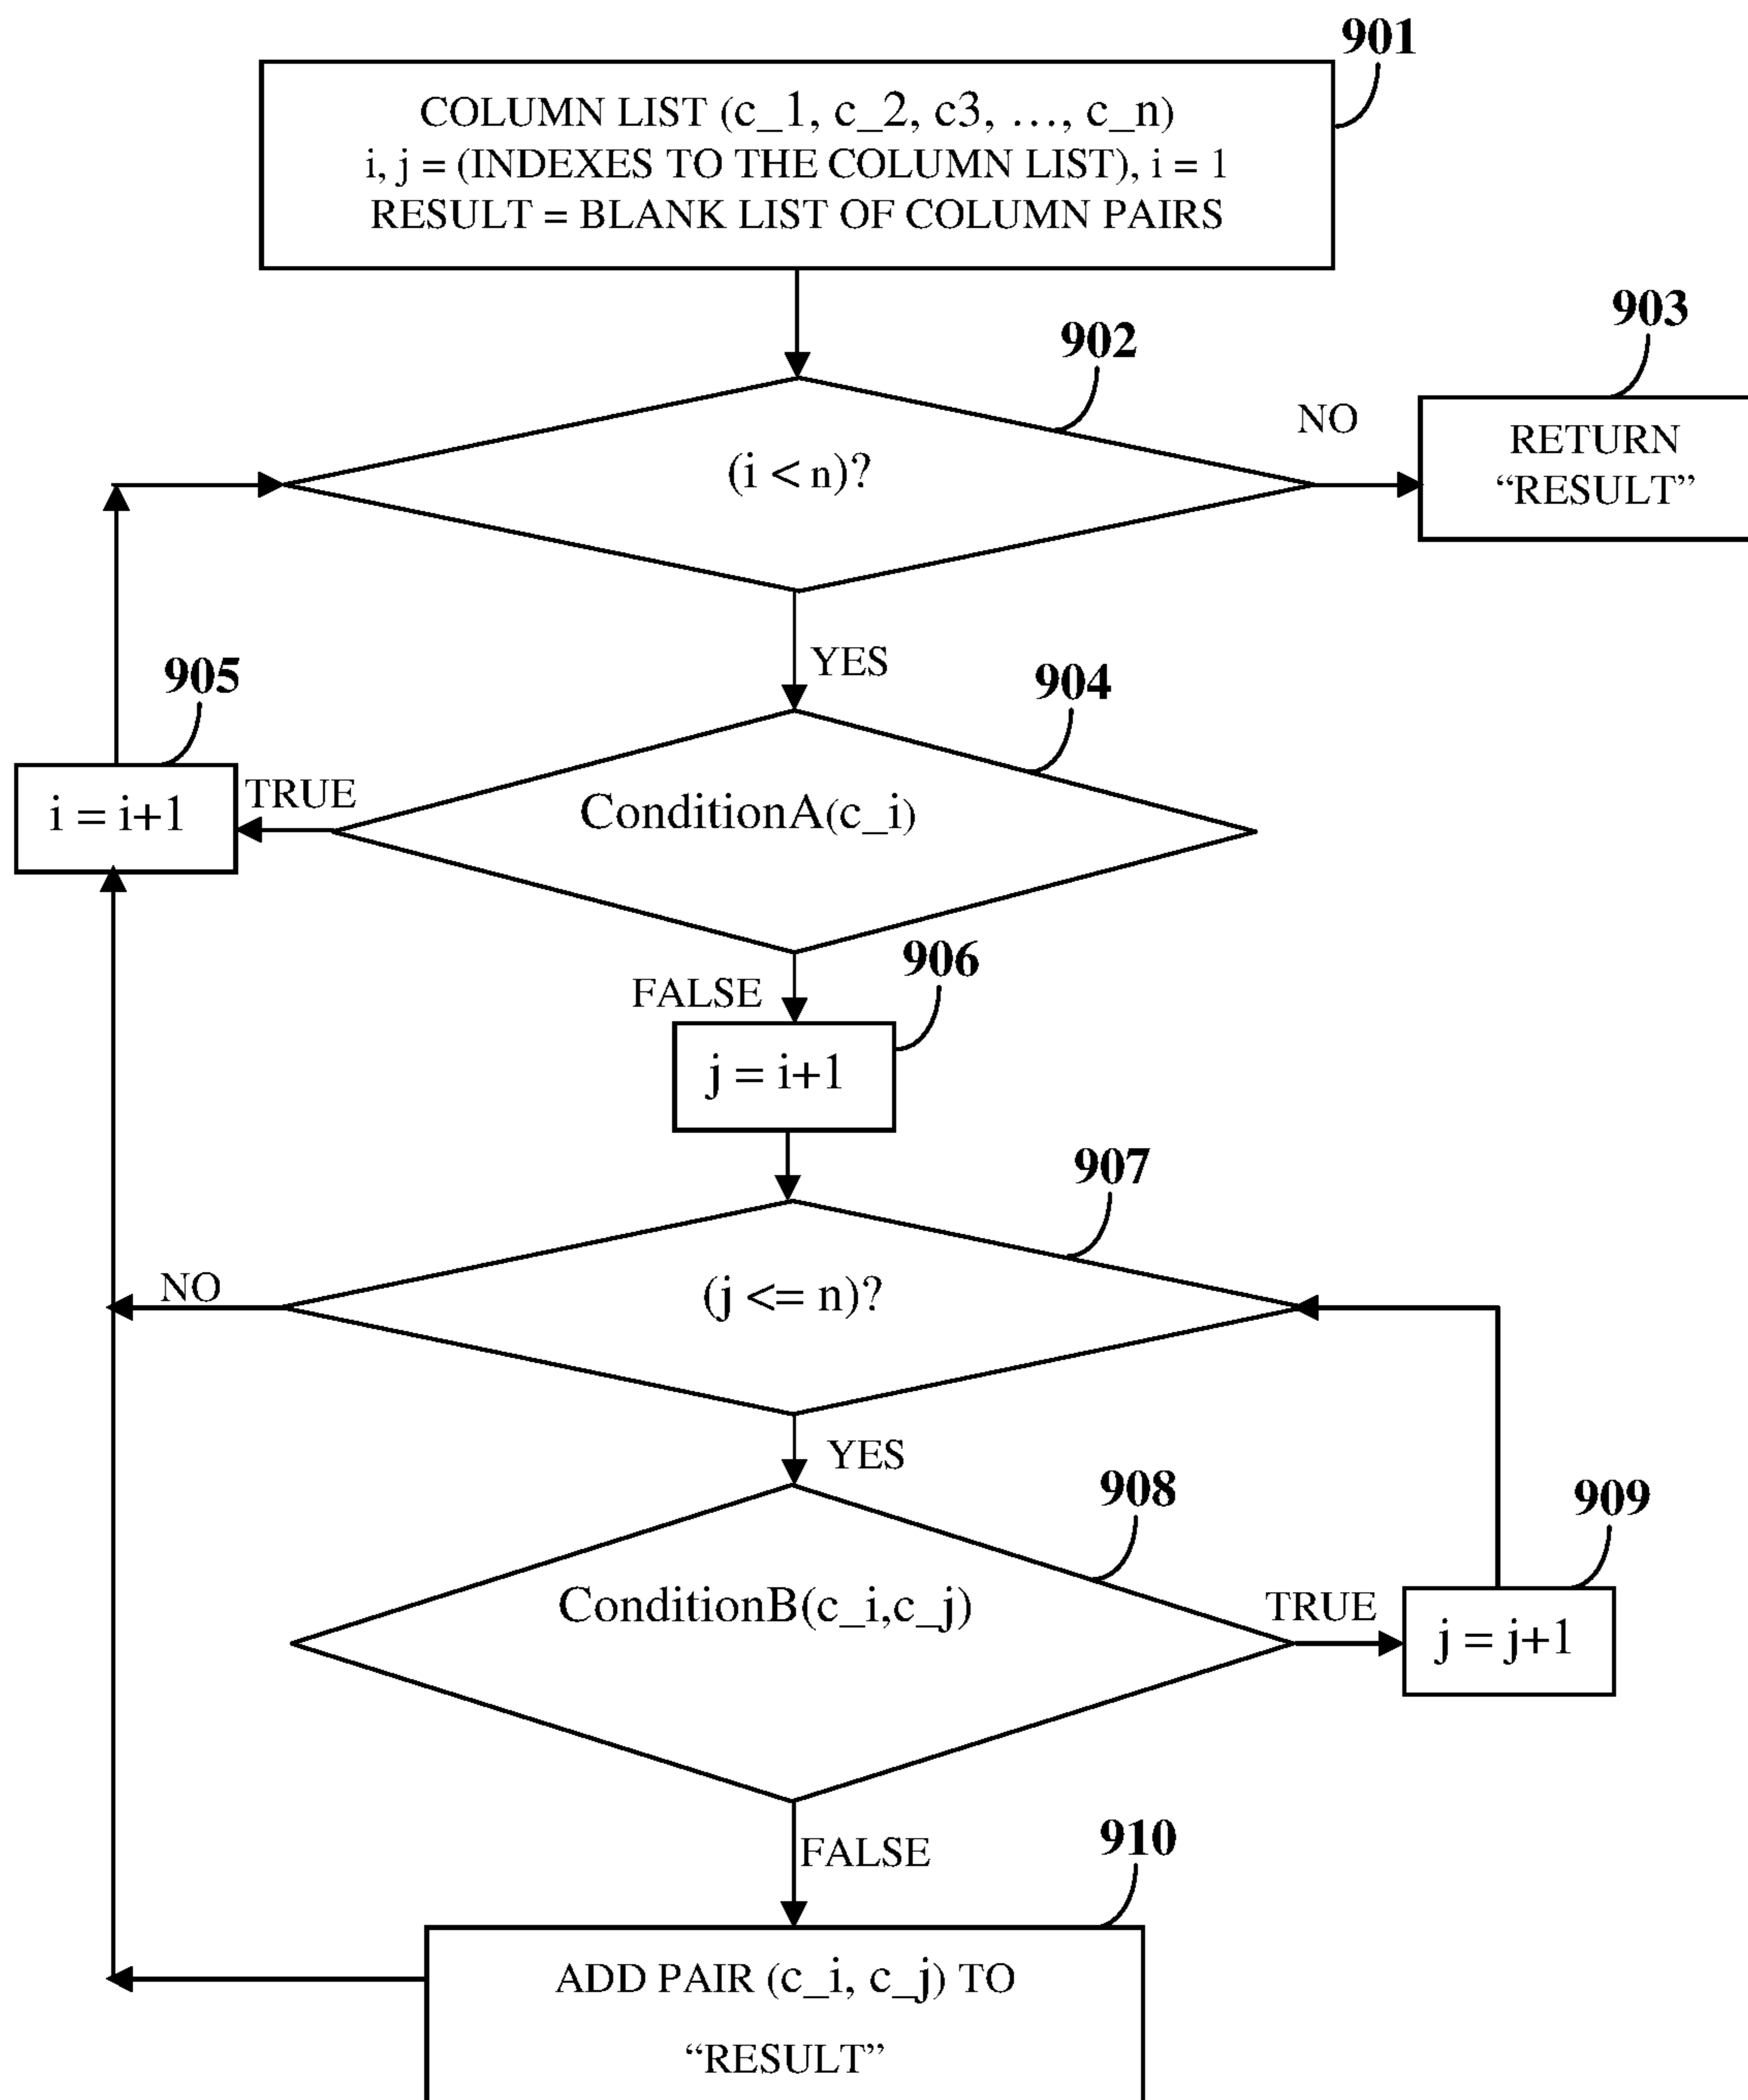 901
COLUMN LIST (c_1, c_2, c3, …, c_n)
i, j = (INDEXES TO THE COLUMN LIST), i = 1
RESULT = BLANK LIST OF COLUMN PAIRS
902
903
(i < n)?
NO
RETURN
“RESULT”
YES
904
905
ConditionA(c_i)
TRUE
i = i+1
FALSE
906
j = i+1
907
(j <= n)?
NO
YES
908
909
ConditionB(c_i,c_j)
TRUE
j = j+1
FALSE
910
ADD PAIR (c_i, c_j) TO
“RESULT”